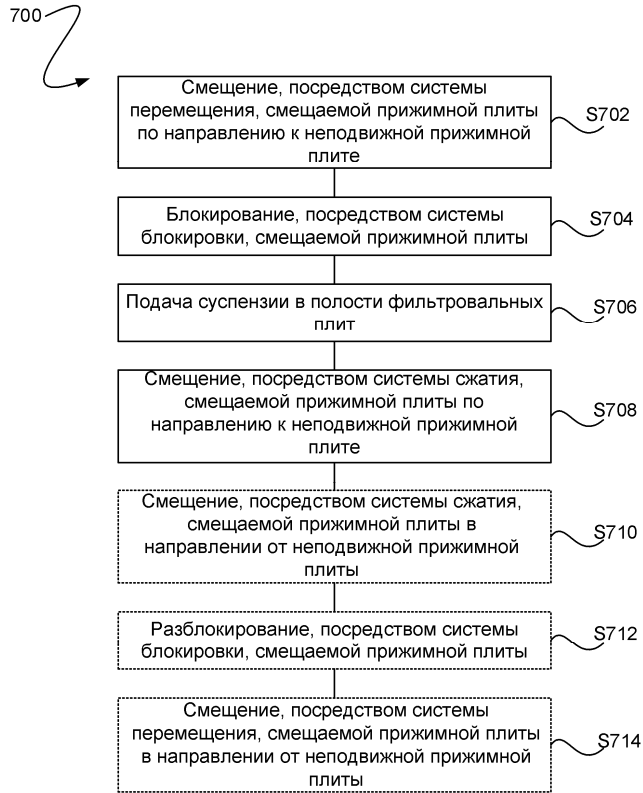 700
Смещение, посредством системы
перемещения, смещаемой прижимной плиты
по направлению к неподвижной прижимной
плите
S702
Блокирование, посредством системы
блокировки, смещаемой прижимной плиты
S704
Подача суспензии в полости фильтровальных
плит
S706
Смещение, посредством системы сжатия,
смещаемой прижимной плиты по
направлению к неподвижной прижимной
плите
S708
Смещение, посредством системы сжатия,
смещаемой прижимной плиты в
направлении от неподвижной прижимной
плиты
S710
Разблокирование, посредством системы
блокировки, смещаемой прижимной плиты
S712
Смещение, посредством системы
перемещения, смещаемой прижимной плиты
в направлении от неподвижной прижимной
плиты
S714